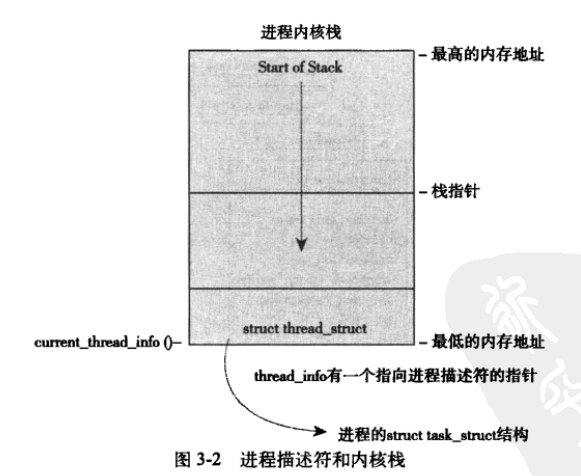 进程内核栈
Start of Stack
最高的内存地址
栈指针
struct thread_struct
current_thread_info ()
最低的内存地址
thread_info有一个指向进程描述符的指针
进程的struct task_struct结构
图 3-2 进程描述符和内核栈